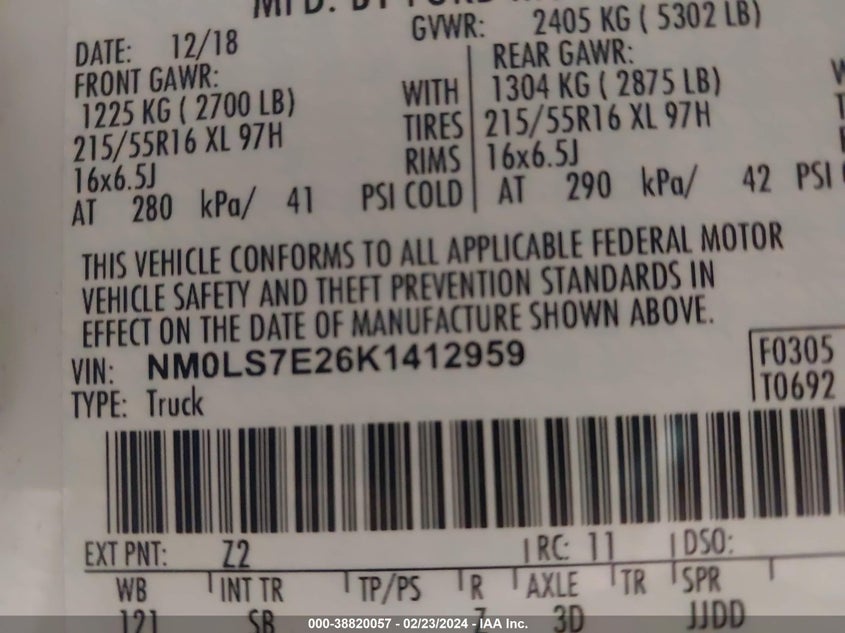 MFD. BY FORD
DATE: 12/18 GVWR: 2405 KG ( 5302 LB)
FRONT GAWR: REAR GAWR:
1225 KG ( 2700 LB) WITH 1304 KG ( 2875 LB)
215/55R16 XL 97H TIRES 215/55R16 XL 97H
16x6.5J RIMS 16x6.5J
AT 280 kPa/ 41 PSI COLD AT 290 kPa/ 42 PSI
THIS VEHICLE CONFORMS TO ALL APPLICABLE FEDERAL MOTOR
VEHICLE SAFETY AND THEFT PREVENTION STANDARDS IN
EFFECT ON THE DATE OF MANUFACTURE SHOWN ABOVE.
VIN: NM0LS7E26K1412959 F0305
TYPE: Truck T0692
EXT PNT: Z2 RC: 11 DSO:
WB INT TR TP/PS R AXLE TR SPR
121 SB Z 3D JJDD
000-38820057 - 02/23/2024 - IAA Inc.